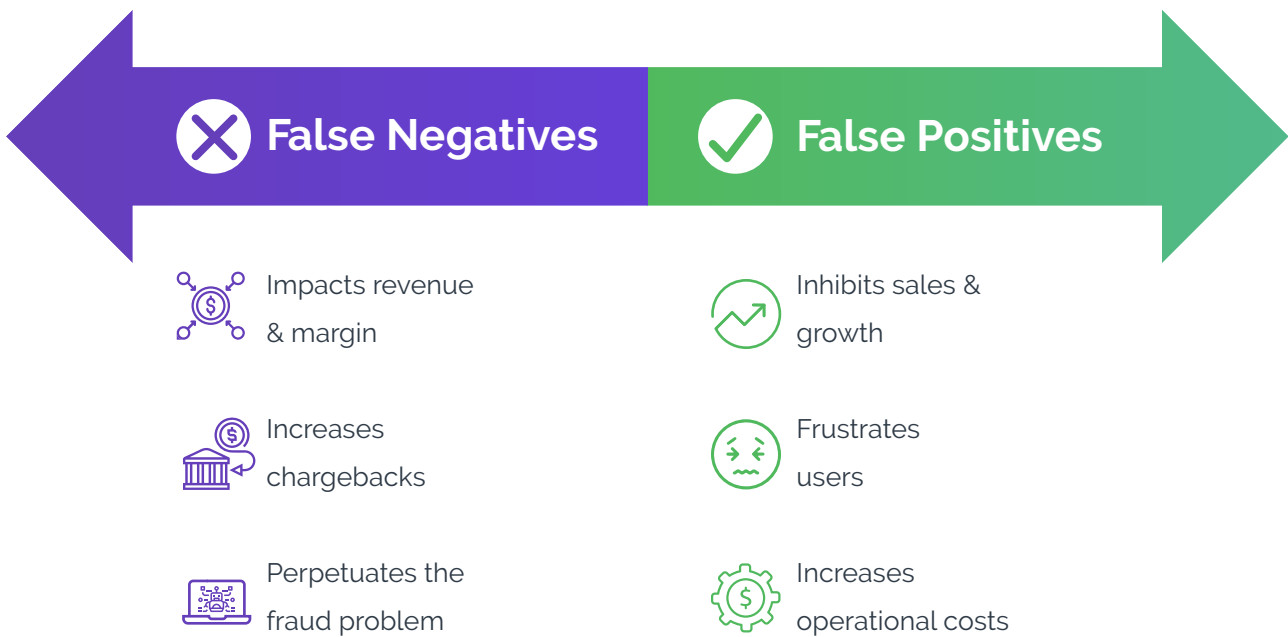 False Negatives
Impacts revenue
& margin
Increases
chargebacks
Perpetuates the
fraud problem
False Positives
Inhibits sales &
growth
Frustrates
users
Increases
operational costs